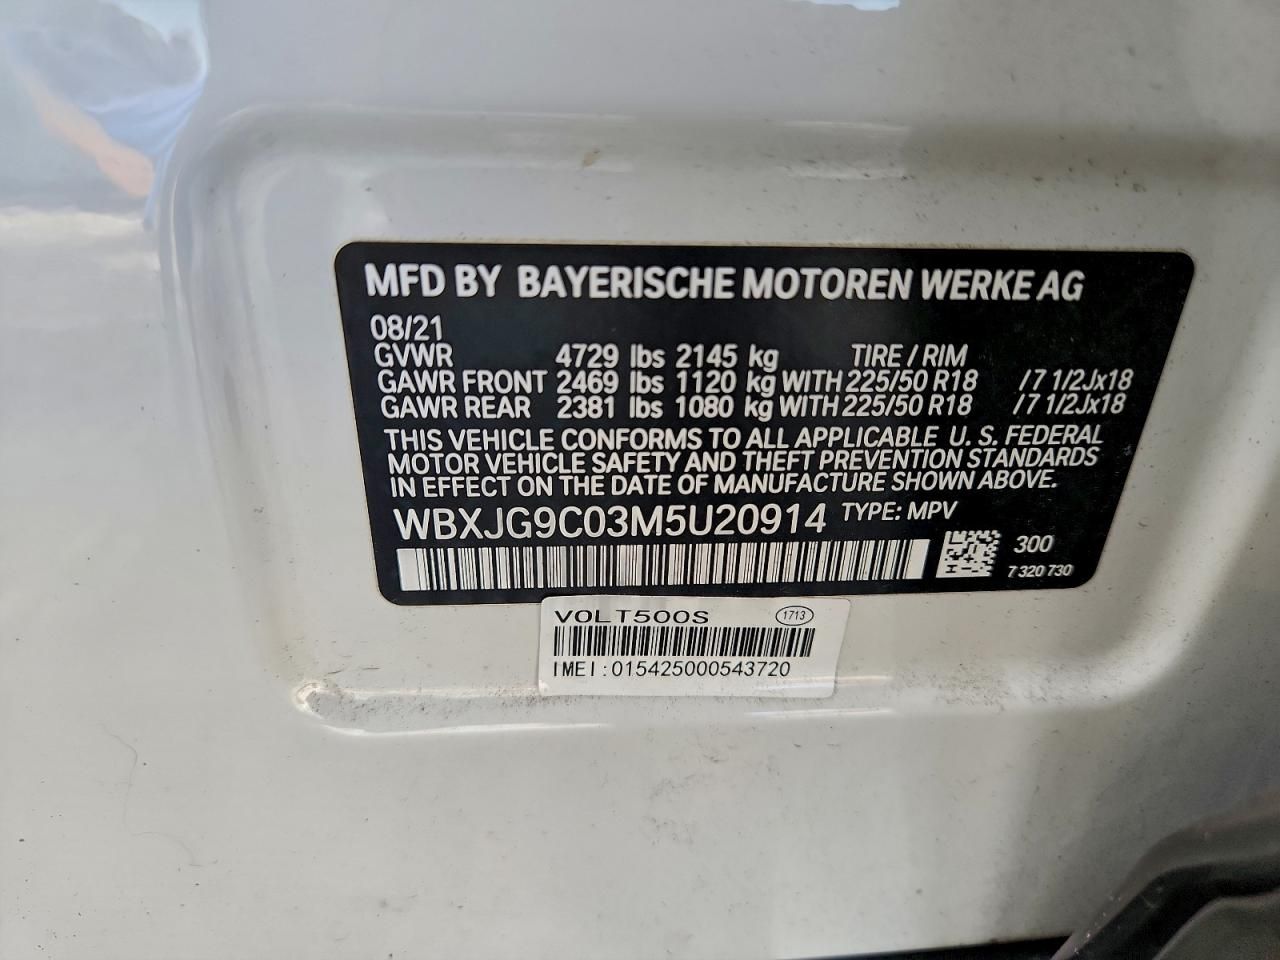 MFD BY BAYERISCHE MOTOREN WERKE AG
08/21
GVWR 4729 lbs 2145 kg TIRE / RIM
GAWR FRONT 2469 lbs 1120 kg WITH 225/50 R18 /7 1/2Jx18
GAWR REAR 2381 lbs 1080 kg WITH 225/50 R18 /7 1/2Jx18
THIS VEHICLE CONFORMS TO ALL APPLICABLE U. S. FEDERAL
MOTOR VEHICLE SAFETY AND THEFT PREVENTION STANDARDS
IN EFFECT ON THE DATE OF MANUFACTURE SHOWN ABOVE.
WBXJG9C03M5U20914 TYPE: MPV
300
7 320 730
VOLT500S 1713
IMEI:015425000543720